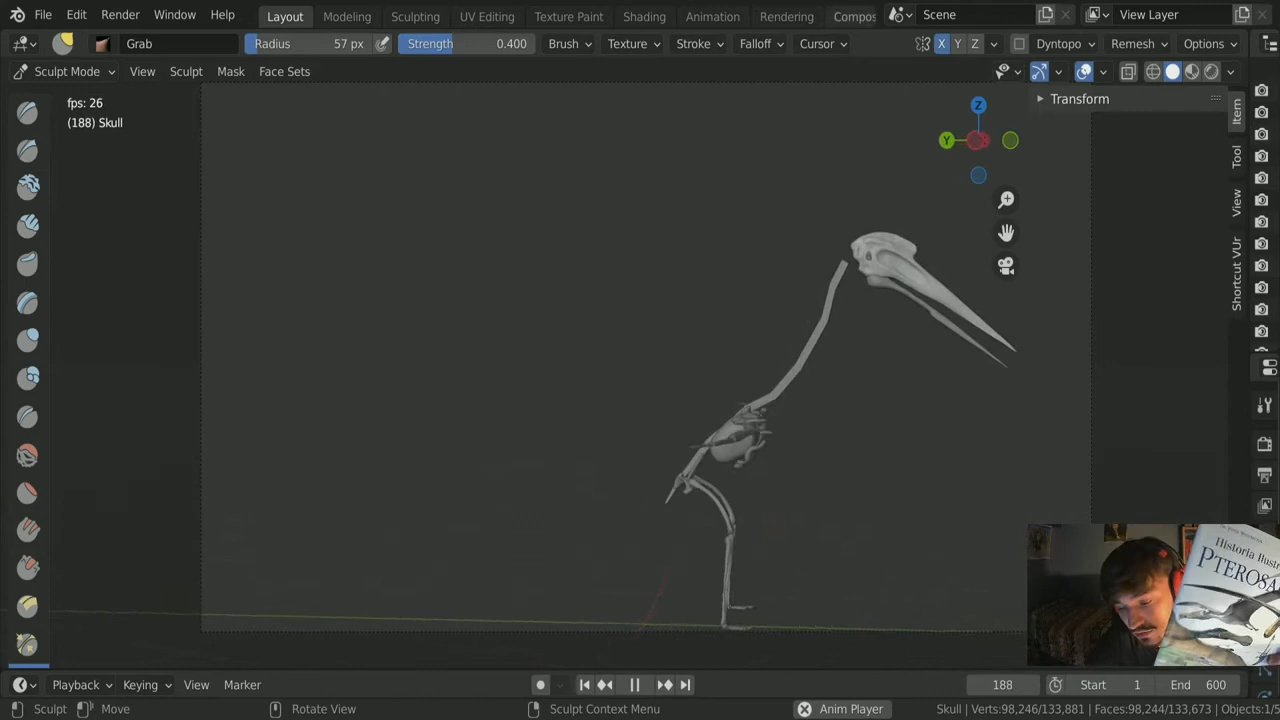 File Edit Render Window Help Layout Modeling Sculpting UV Editing Texture Paint Shading Animation Rendering Compos Scene View Layer
Grab Radius 57 px Strength 0.400 Brush Texture Stroke Falloff Cursor X Y Z Dyntopo Remesh Options
Sculpt Mode View Sculpt Mask Face Sets
fps: 26
(188) Skull
Transform
Z
Y
Item
Tool
View
Shortcut VUr
Historia Ilust
PTEROSA
Playback Keying View Marker 188 Start 1 End 600
Sculpt Move Rotate View Sculpt Context Menu Anim Player Skull | Verts:98,246/133,881 | Faces:98,244/133,673 | Objects:1/5